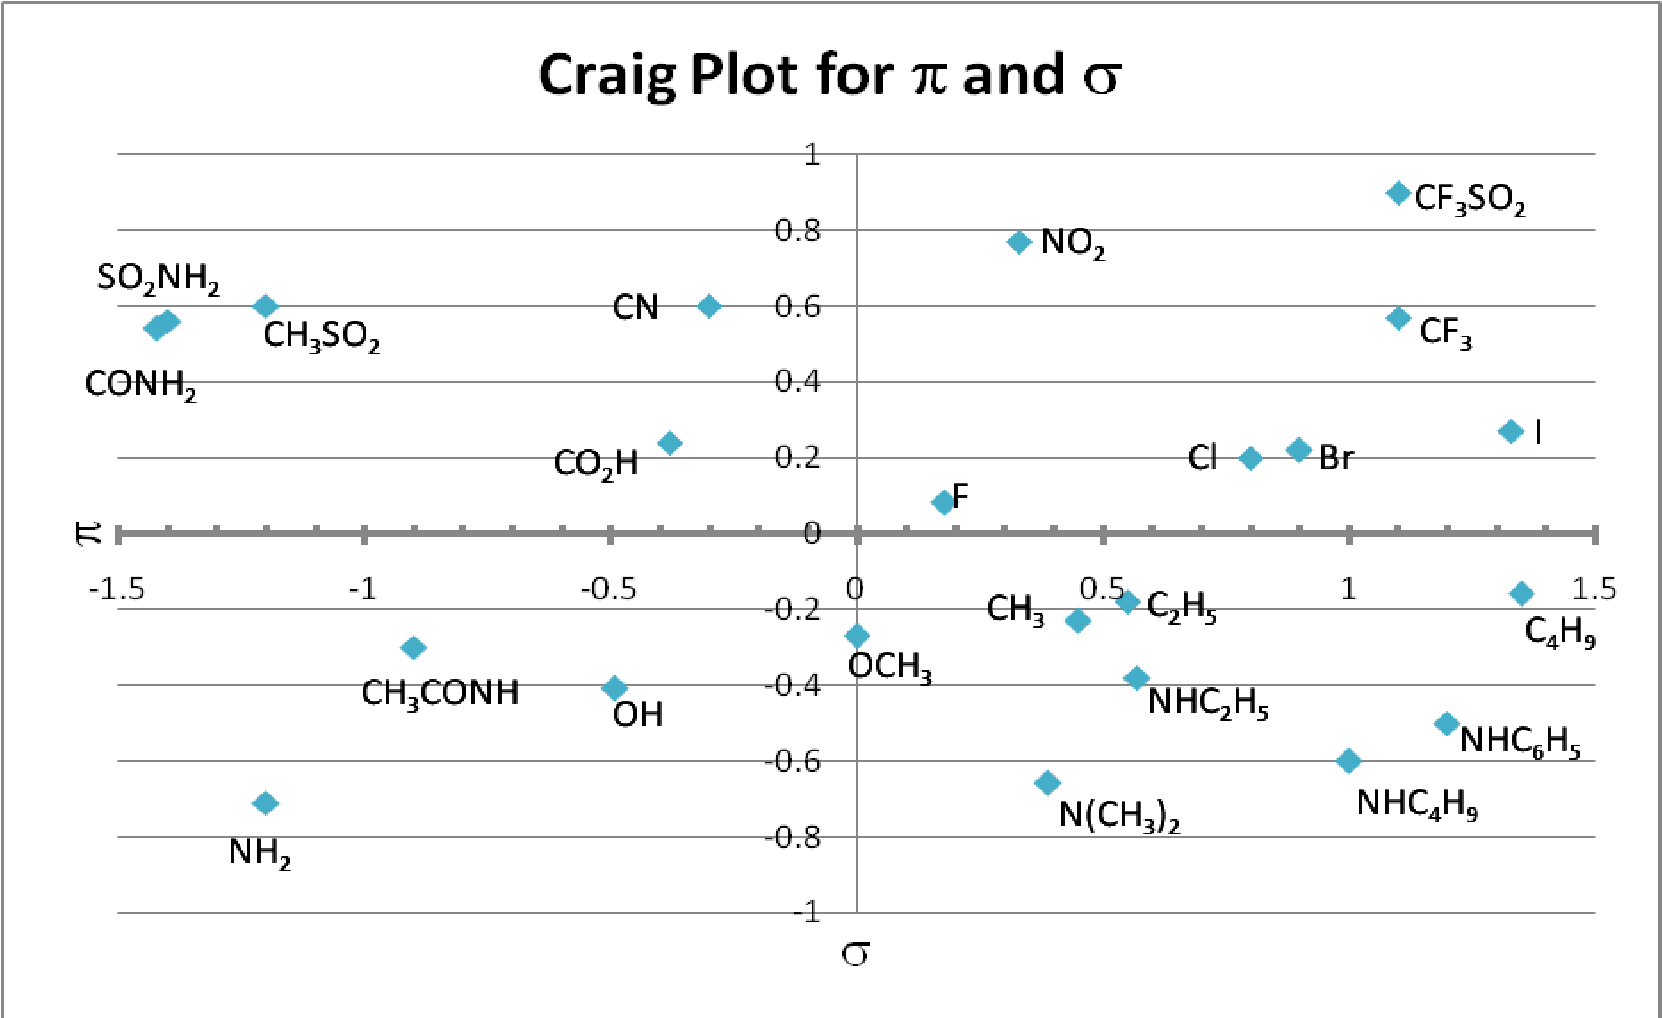 Craig Plot for π and σ
1
CF₃SO₂
0.8
NO₂
SO₂NH₂
CN
0.6
CH₃SO₂
CF₃
CONH₂
0.4
I
CO₂H
0.2
Cl
Br
F
π
0
-1.5
-1
-0.5
0
0.5
1
1.5
-0.2
CH₃
C₂H₅
C₄H₉
OCH₃
CH₃CONH
-0.4
OH
NHC₂H₅
NHC₆H₅
-0.6
NHC₄H₉
N(CH₃)₂
-0.8
NH₂
-1
σ